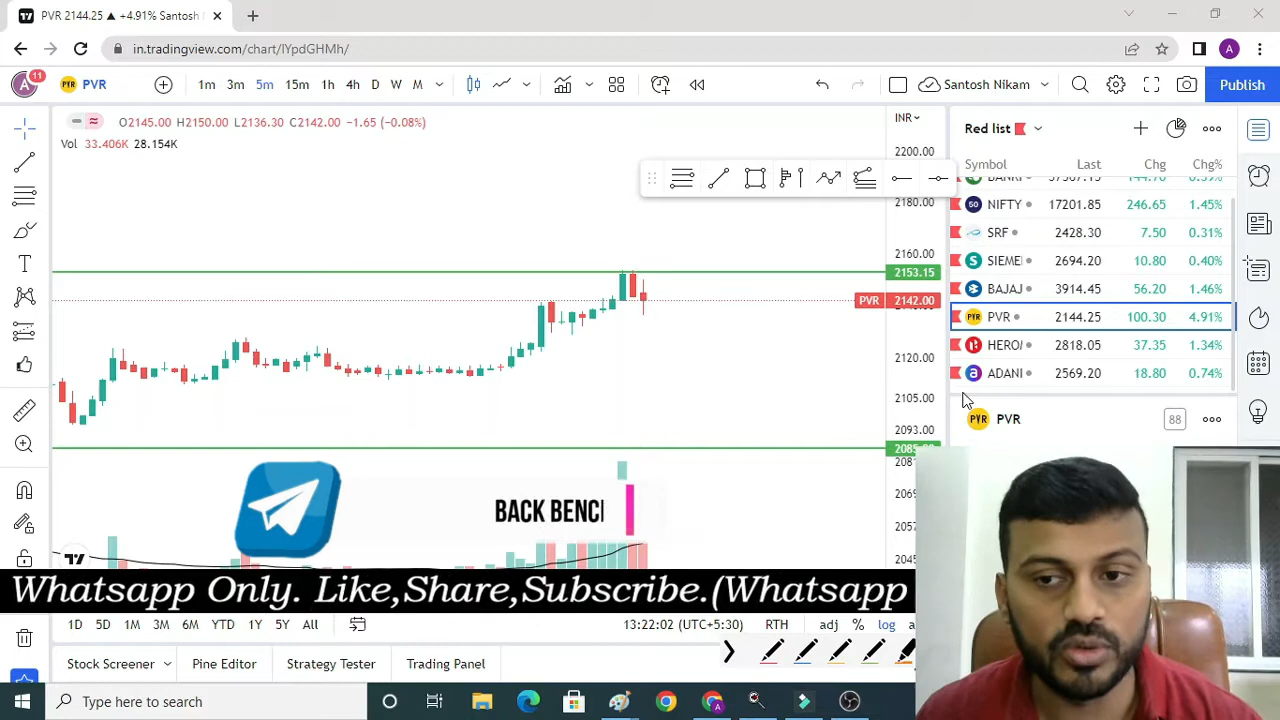 PVR 2144.25 ▲ +4.91% Santosh
in.tradingview.com/chart/IYpdGHMh/
A 11 PVR 1m 3m 5m 15m 1h 4h D W M Santosh Nikam Publish
O2145.00 H2150.00 L2136.30 C2142.00 −1.65 (−0.08%)
Vol 33.406K 28.154K
INR
2200.00
2180.00
2160.00
2153.15
PVR 2142.00
2120.00
2105.00
2093.00
Red list
Symbol Last Chg Chg%
NIFTY 17201.85 246.65 1.45%
SRF 2428.30 7.50 0.31%
SIEME 2694.20 10.80 0.40%
BAJAJ 3914.45 56.20 1.46%
PVR 2144.25 100.30 4.91%
HERO 2818.05 37.35 1.34%
ADANI 2569.20 18.80 0.74%
PVR 88
BACK BENC
Whatsapp Only. Like,Share,Subscribe.(Whatsapp
1D 5D 1M 3M 6M YTD 1Y 5Y All
13:22:02 (UTC+5:30) RTH adj % log
Stock Screener Pine Editor Strategy Tester Trading Panel
Type here to search